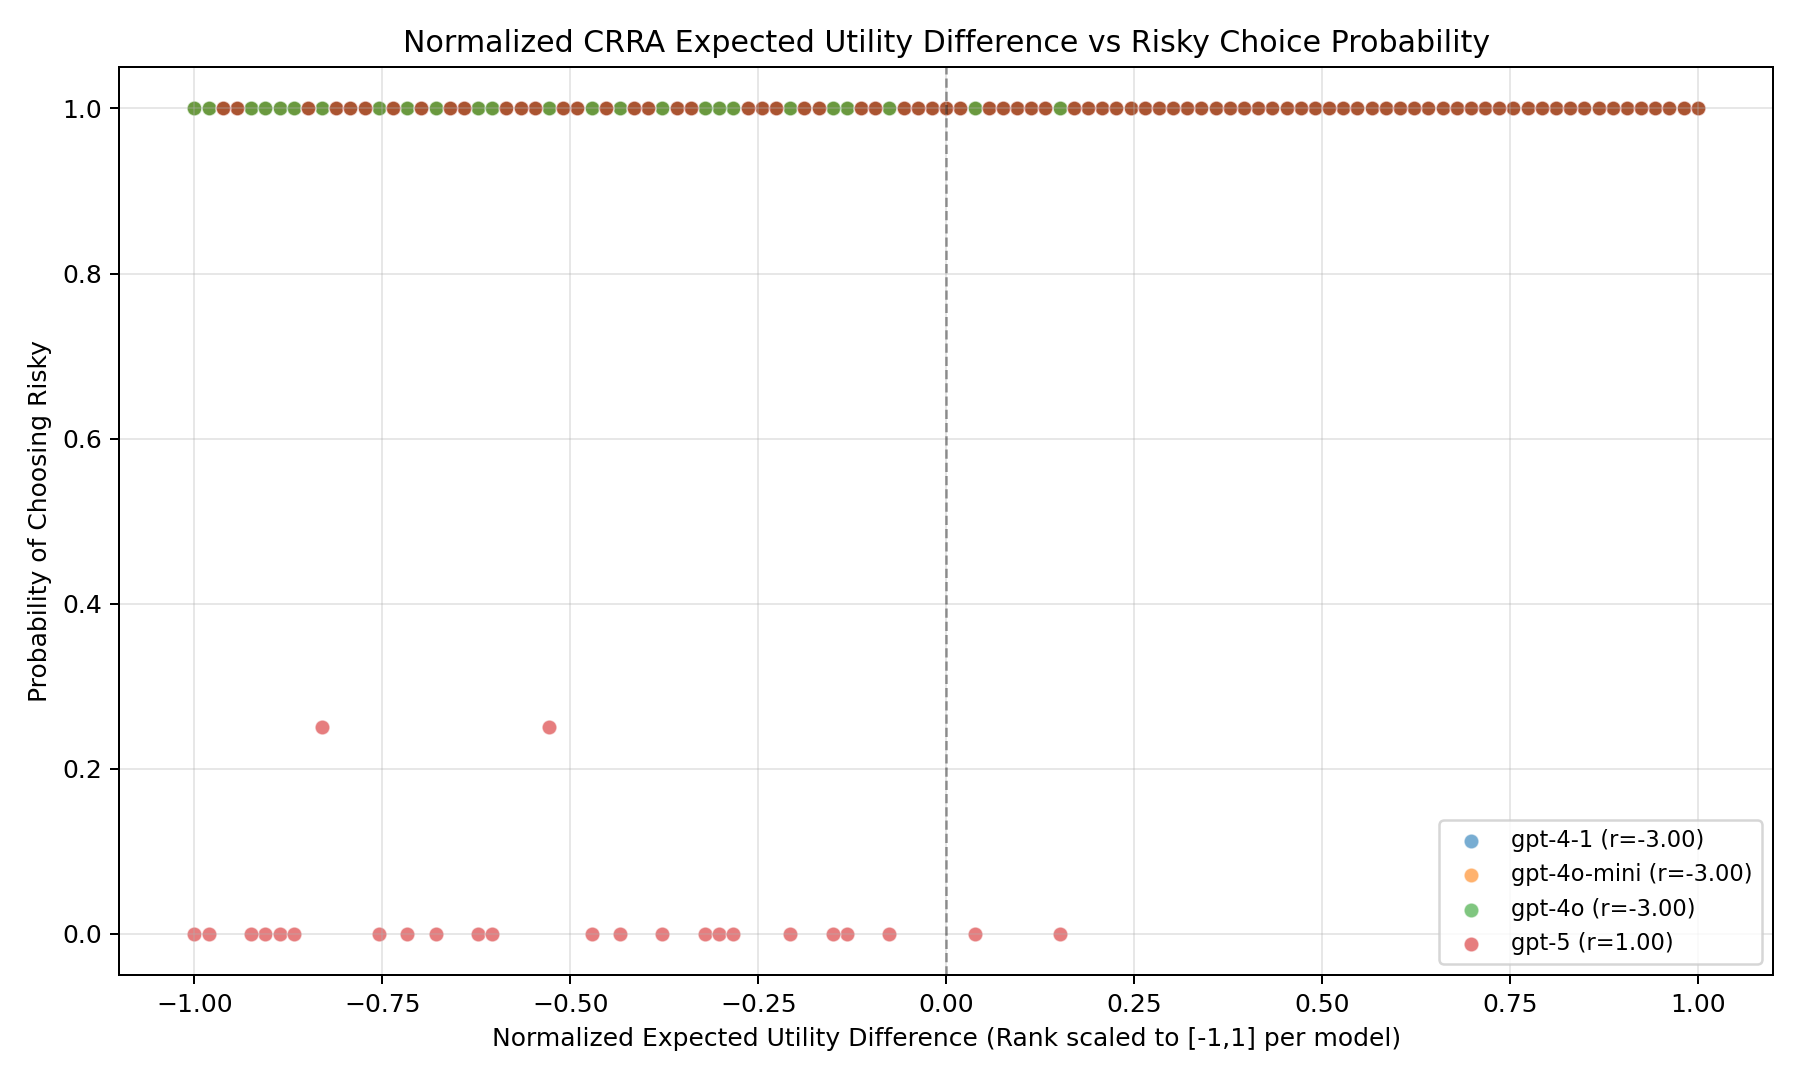 Normalized CRRA Expected Utility Difference vs Risky Choice Probability
Probability of Choosing Risky
1.0
0.8
0.6
0.4
0.2
0.0
−1.00 −0.75 −0.50 −0.25 0.00 0.25 0.50 0.75 1.00
Normalized Expected Utility Difference (Rank scaled to [-1,1] per model)
gpt-4-1 (r=-3.00)
gpt-4o-mini (r=-3.00)
gpt-4o (r=-3.00)
gpt-5 (r=1.00)